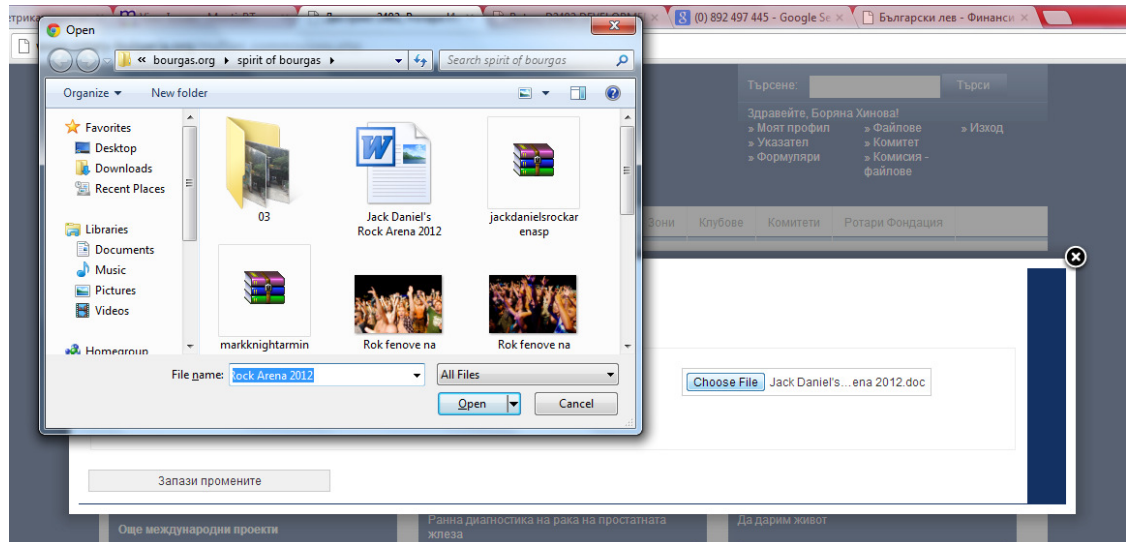 трика
(0) 892 497 445 - Google Se
Български лев - Финанси
Open
« bourgas.org ▸ spirit of bourgas ▸
Search spirit of bourgas
Organize
New folder
Favorites
Desktop
Downloads
Recent Places
Libraries
Documents
Music
Pictures
Videos
Homegroup
03
Jack Daniel's
Rock Arena 2012
jackdanielsrockar
enasp
markknightarmin
Rok fenove na
Rok fenove na
File name:
Rock Arena 2012
All Files
Open
Cancel
Търсене:
Търси
Здравейте, Боряна Хинова!
» Моят профил
» Файлове
» Изход
» Указател
» Комитет
» Формуляри
» Комисия -
файлове
Зони
Клубове
Комитети
Ротари Фондация
Choose File
Jack Daniel's...ena 2012.doc
Запази промените
Още международни проекти
Ранна диагностика на рака на простатната
жлеза
Да дарим живот